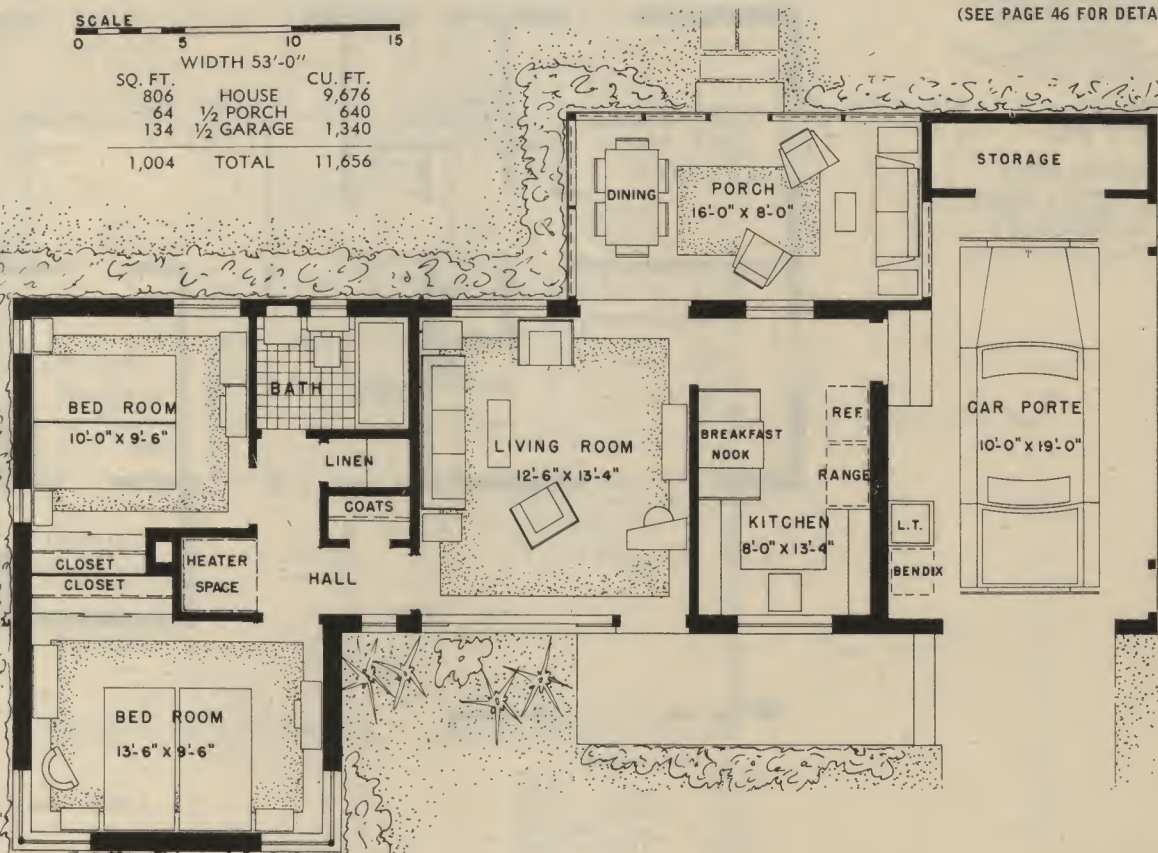 SCALE
0 5 10 15
WIDTH 53'-0"
SQ. FT. CU. FT.
806 HOUSE 9,676
64 ½ PORCH 640
134 ½ GARAGE 1,340
1,004 TOTAL 11,656
(SEE PAGE 46 FOR DETA
STORAGE
DINING
PORCH
16'-0" X 8'-0"
BATH
BED ROOM
10'-0" X 9'-6"
LINEN
COATS
LIVING ROOM
12'-6" X 13'-4"
BREAKFAST
NOOK
REF.
RANGE
CAR PORTE
10'-0" X 19'-0"
KITCHEN
8'-0" X 13'-4"
L.T.
BENDIX
CLOSET
CLOSET
HEATER
SPACE
HALL
BED ROOM
13'-6" X 9'-6"